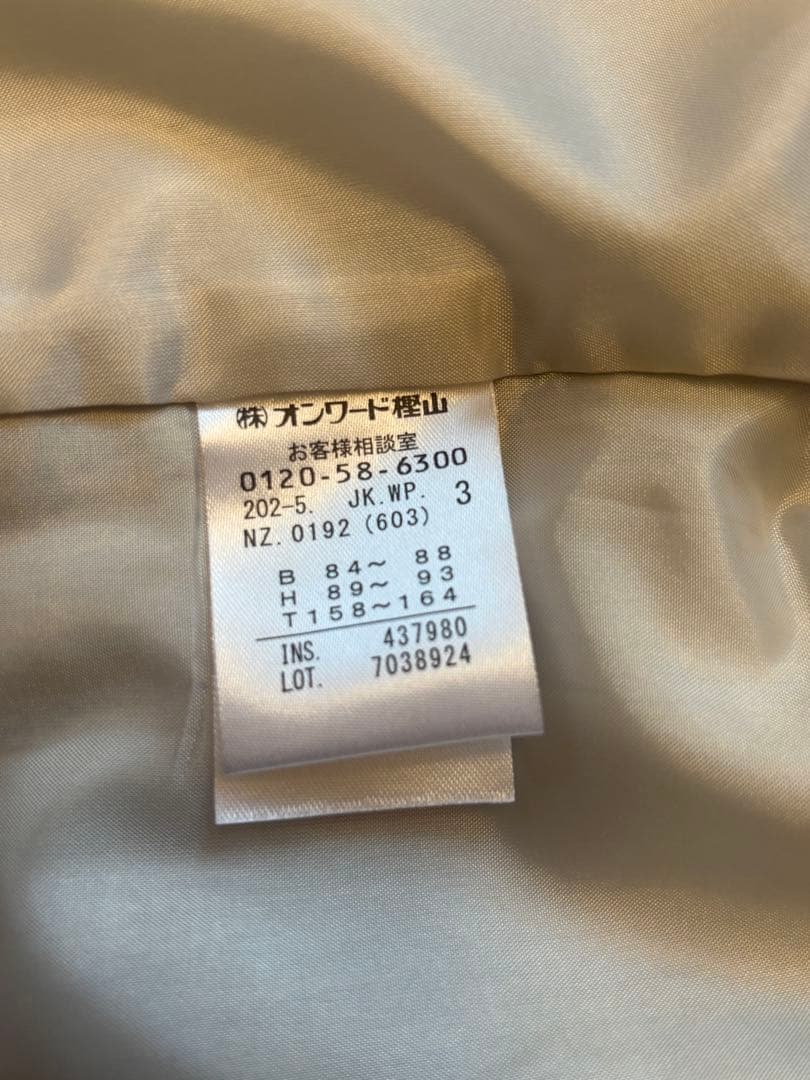 ㈱オンワード樫山
お客様相談室
0120-58-6300
202-5. JK.WP. 3
NZ.0192 (603)
B 84～ 88
H 89～ 93
T158～164
INS. 437980
LOT. 7038924